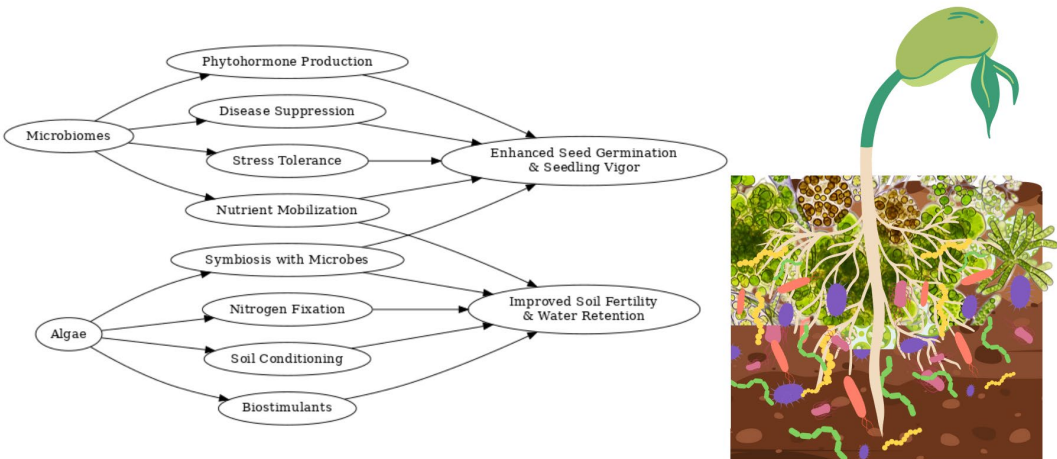 Phytohormone Production
Disease Suppression
Microbiomes
Stress Tolerance
Enhanced Seed Germination
& Seedling Vigor
Nutrient Mobilization
Symbiosis with Microbes
Nitrogen Fixation
Improved Soil Fertility
& Water Retention
Algae
Soil Conditioning
Biostimulants